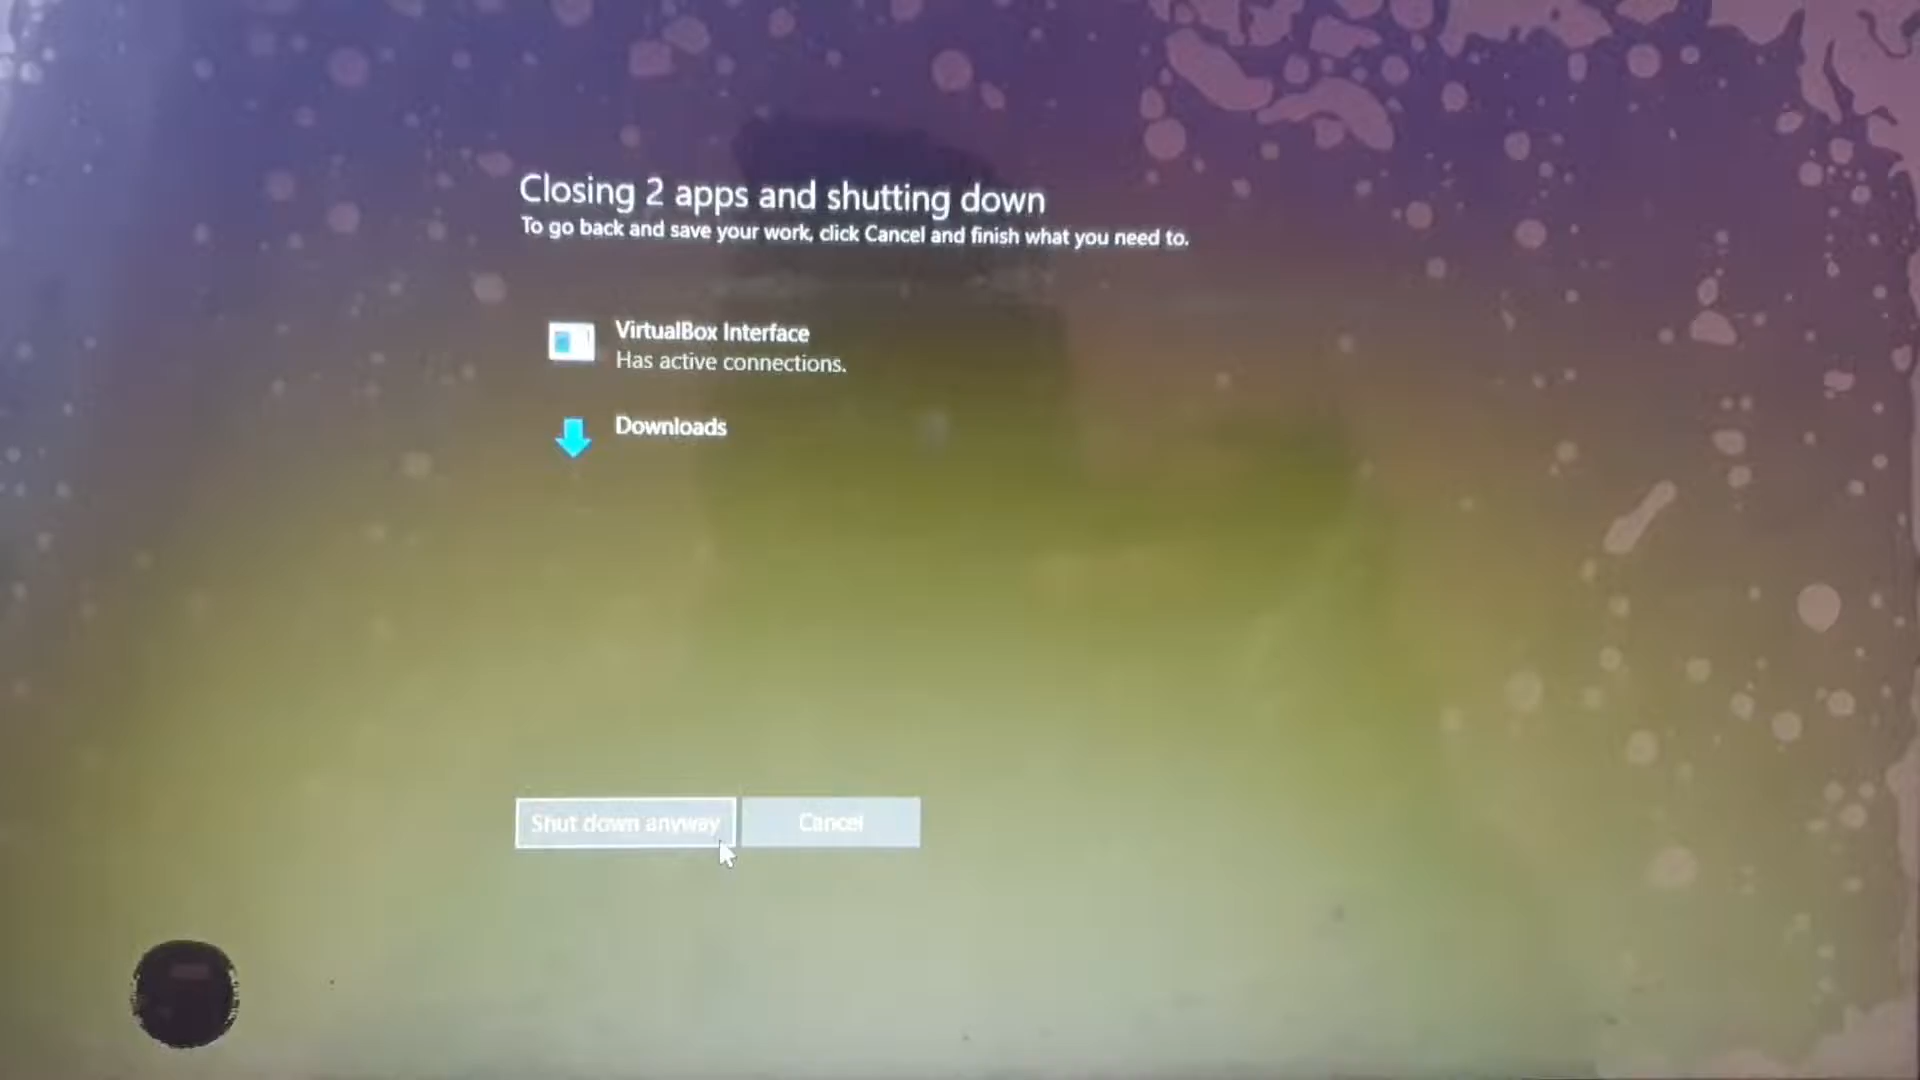 Closing 2 apps and shutting down
To go back and save your work, click Cancel and finish what you need to.
VirtualBox Interface
Has active connections.
Downloads
Shut down anyway
Cancel